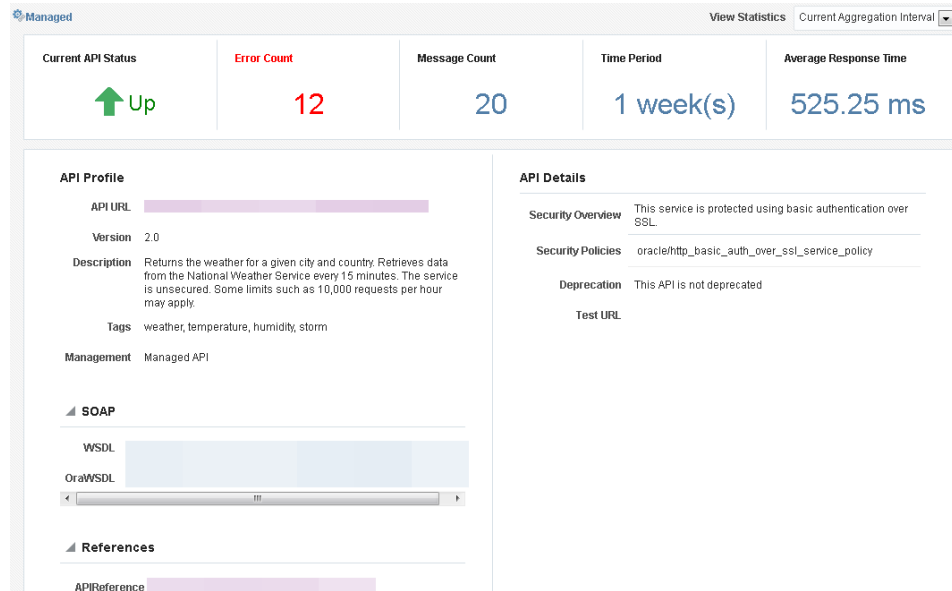 Managed
View Statistics Current Aggregation Interval
Current API Status Error Count Message Count Time Period Average Response Time
Up 12 20 1 week(s) 525.25 ms
API Profile
API URL
Version 2.0
Description Returns the weather for a given city and country. Retrieves data
from the National Weather Service every 15 minutes. The service
is unsecured. Some limits such as 10,000 requests per hour
may apply.
Tags weather, temperature, humidity, storm
Management Managed API
SOAP
WSDL
OraWSDL
References
APIReference
API Details
Security Overview This service is protected using basic authentication over
SSL.
Security Policies oracle/http_basic_auth_over_ssl_service_policy
Deprecation This API is not deprecated
Test URL